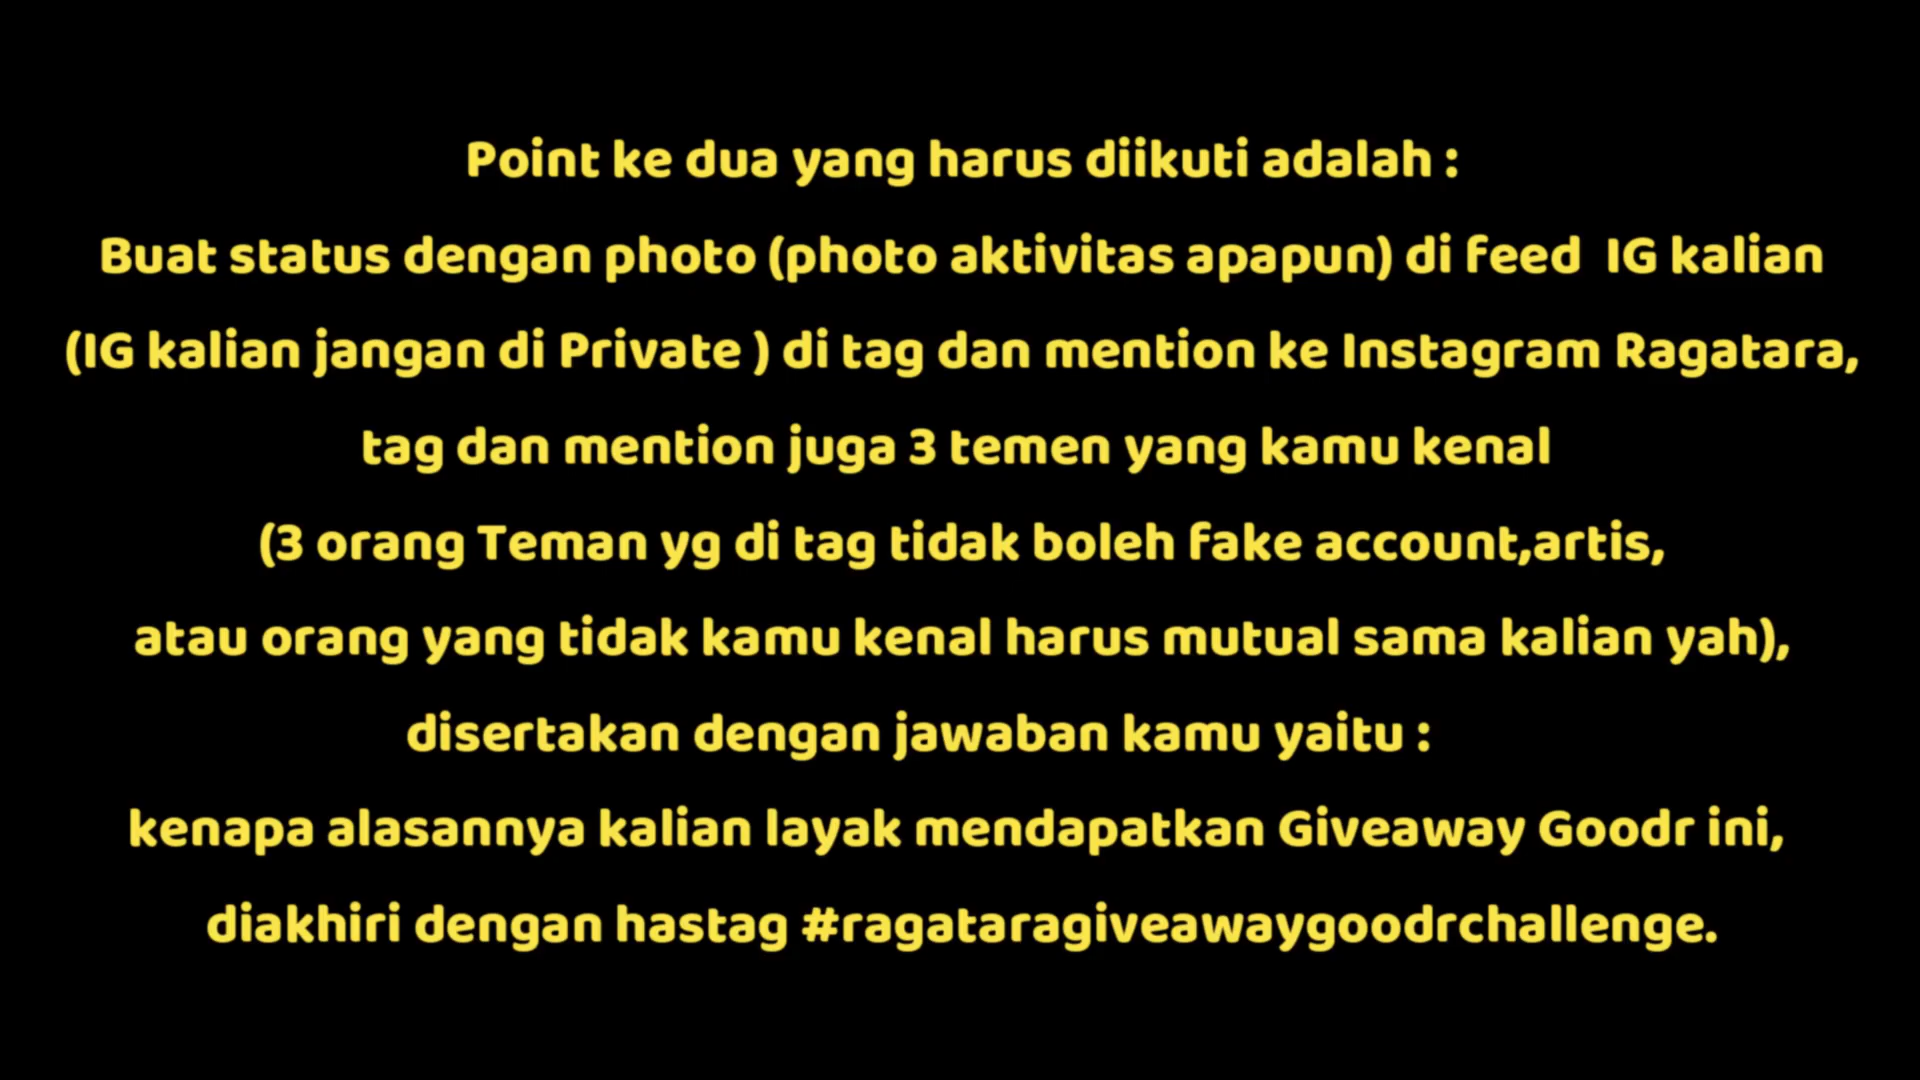 Point ke dua yang harus diikuti adalah :
Buat status dengan photo (photo aktivitas apapun) di feed  IG kalian
(IG kalian jangan di Private ) di tag dan mention ke Instagram Ragatara,
tag dan mention juga 3 temen yang kamu kenal
(3 orang Teman yg di tag tidak boleh fake account,artis,
atau orang yang tidak kamu kenal harus mutual sama kalian yah),
disertakan dengan jawaban kamu yaitu :
kenapa alasannya kalian layak mendapatkan Giveaway Goodr ini,
diakhiri dengan hastag #ragataragiveawaygoodrchallenge.